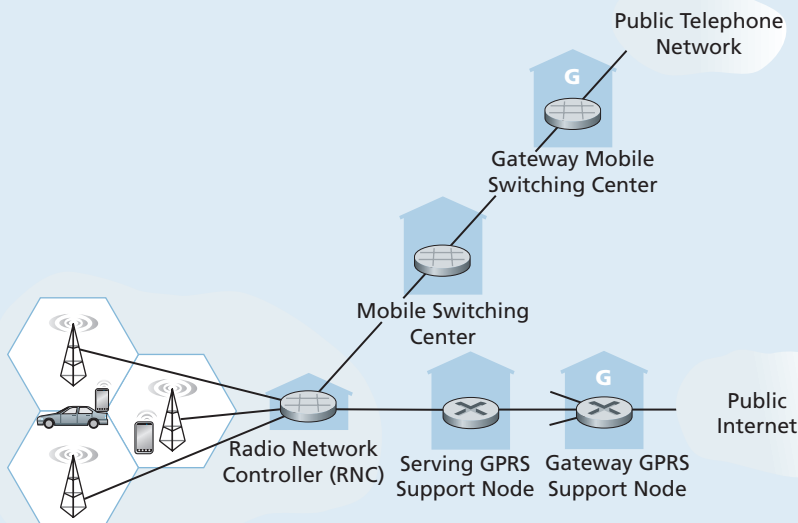 Public Telephone
Network
G
Gateway Mobile
Switching Center
Mobile Switching
Center
G
Public
Internet
Radio Network
Controller (RNC)
Serving GPRS
Support Node
Gateway GPRS
Support Node